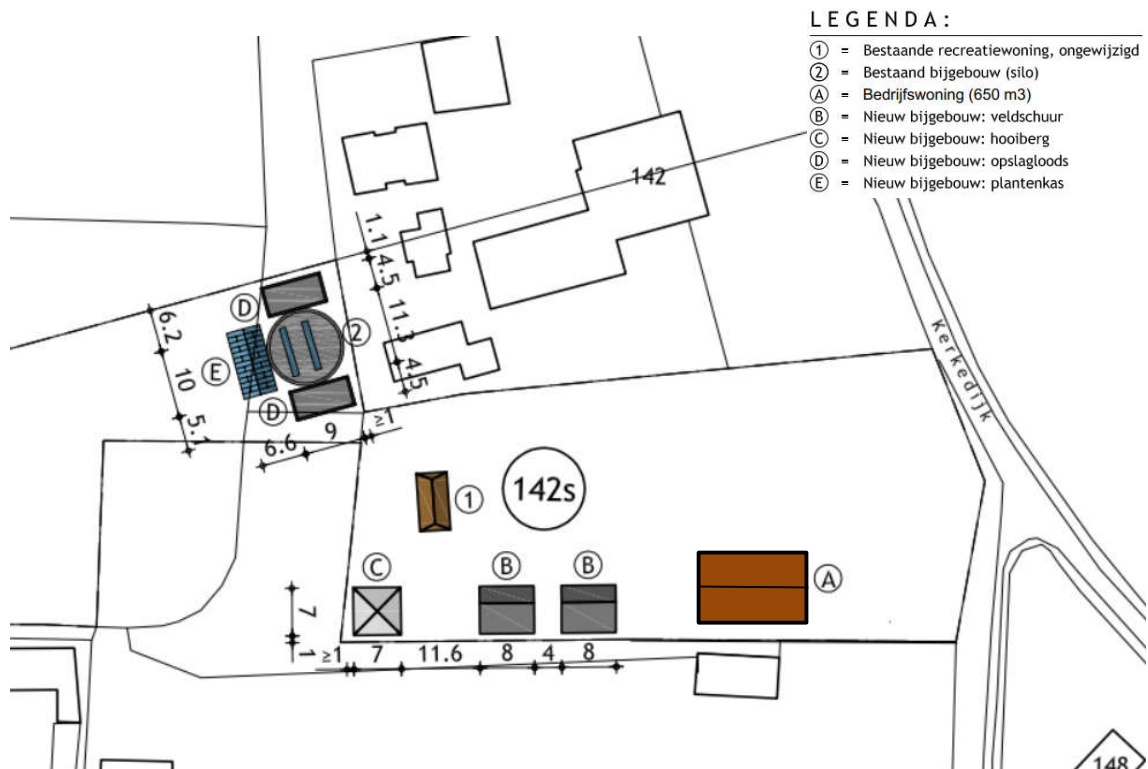 LEGENDA:
1 = Bestaande recreatiewoning, ongewijzigd
2 = Bestaand bijgebouw (silo)
A = Bedrijfswoning (650 m3)
B = Nieuw bijgebouw: veldschuur
C = Nieuw bijgebouw: hooiberg
D = Nieuw bijgebouw: opslagloods
E = Nieuw bijgebouw: plantenkas
142
1.1
4.5
11.3
4.5
D
2
E
D
6.2
10
5.1
6.6
9
≥1
Kerkedijk
1
142s
C
B
B
A
7
1
≥1
7
11.6
8
4
8
148